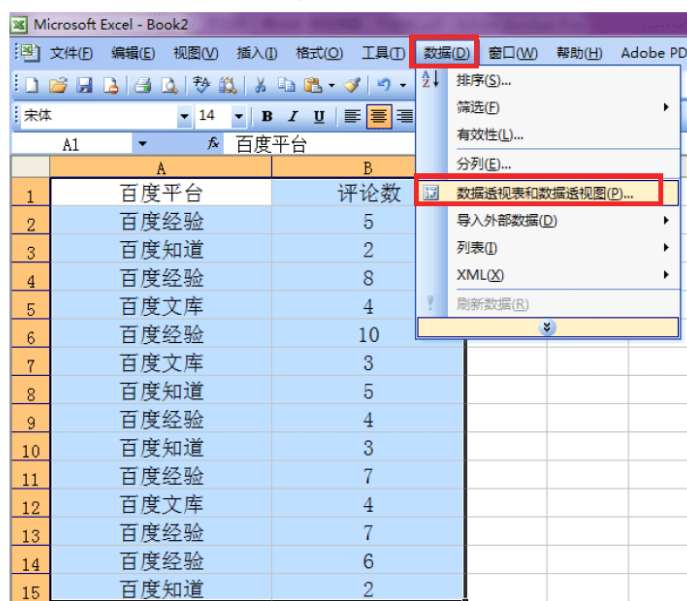 Microsoft Excel - Book2
文件(F) 编辑(E) 视图(V) 插入(I) 格式(O) 工具(T) 数据(D) 窗口(W) 帮助(H) Adobe PD
宋体 14 B I U
A1 fx 百度平台
排序(S)...
筛选(F)
有效性(L)...
分列(E)...
数据透视表和数据透视图(P)...
导入外部数据(D)
列表(I)
XML(X)
刷新数据(R)
A B
1 百度平台 评论数
2 百度经验 5
3 百度知道 2
4 百度经验 8
5 百度文库 4
6 百度经验 10
7 百度文库 3
8 百度知道 5
9 百度经验 4
10 百度知道 3
11 百度经验 7
12 百度文库 4
13 百度经验 7
14 百度经验 6
15 百度知道 2